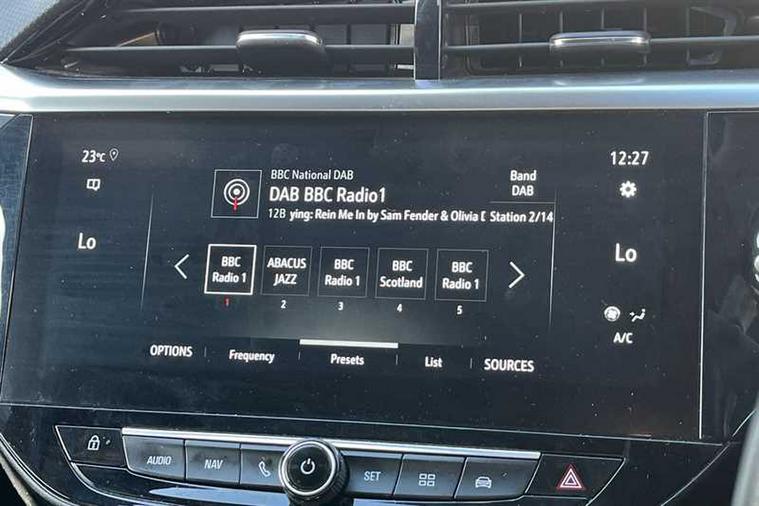 23°C
Lo
BBC National DAB
DAB BBC Radio1
12B ying: Rein Me In by Sam Fender & Olivia D
Band
DAB
Station 2/14
12:27
Lo
A/C
BBC
Radio 1
1
ABACUS
JAZZ
2
BBC
Radio 1
3
BBC
Scotland
4
BBC
Radio 1
5
OPTIONS
Frequency
Presets
List
SOURCES
AUDIO
NAV
SET